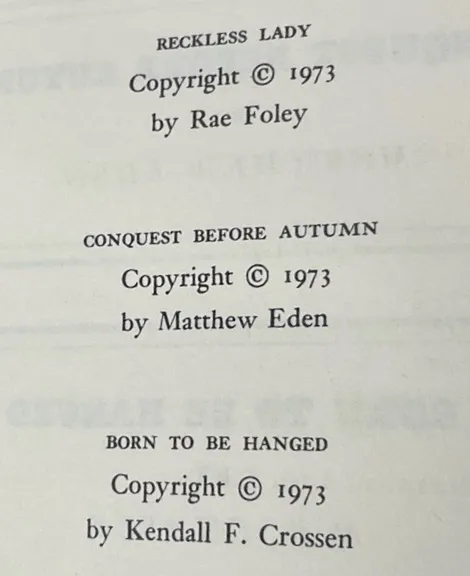 RECKLESS LADY
Copyright © 1973
by Rae Foley
CONQUEST BEFORE AUTUMN
Copyright © 1973
by Matthew Eden
BORN TO BE HANGED
Copyright © 1973
by Kendall F. Crossen